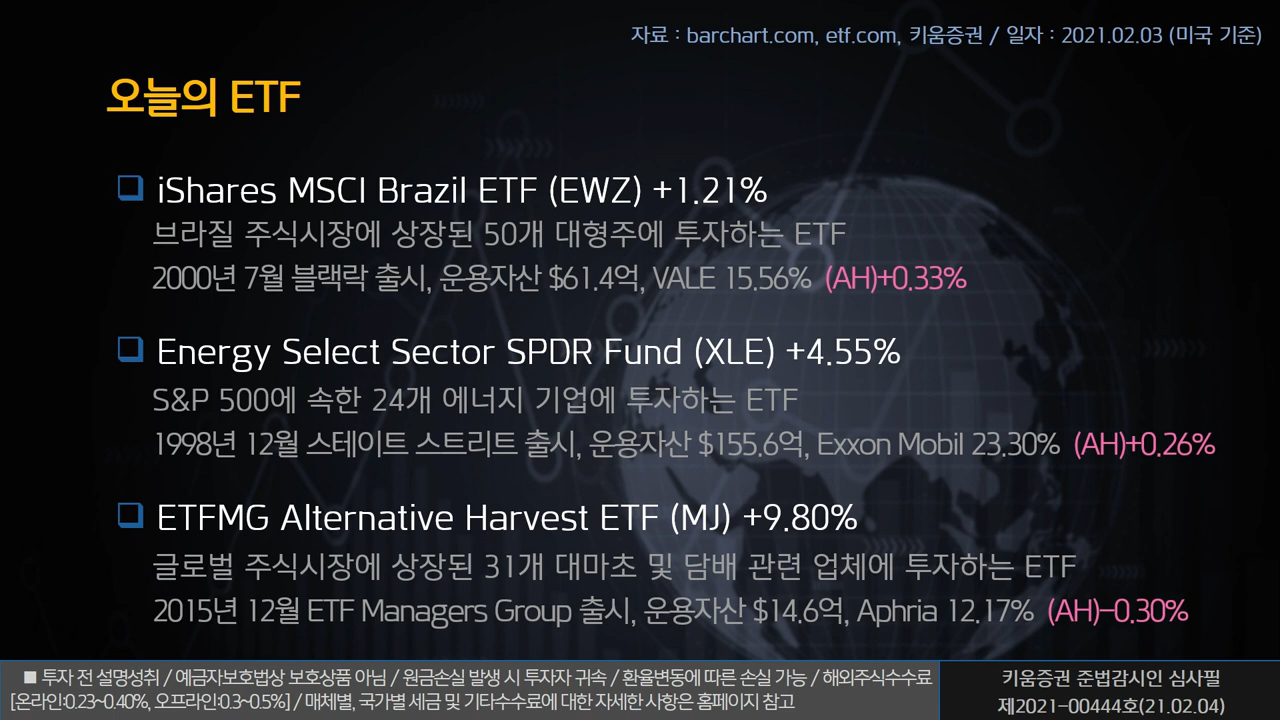 자료 : barchart.com, etf.com, 키움증권 / 일자 : 2021.02.03 (미국 기준)
오늘의 ETF
iShares MSCI Brazil ETF (EWZ) +1.21%
브라질 주식시장에 상장된 50개 대형주에 투자하는 ETF
2000년 7월 블랙락 출시, 운용자산 $61.4억, VALE 15.56% (AH)+0.33%
Energy Select Sector SPDR Fund (XLE) +4.55%
S&P 500에 속한 24개 에너지 기업에 투자하는 ETF
1998년 12월 스테이트 스트리트 출시, 운용자산 $155.6억, Exxon Mobil 23.30% (AH)+0.26%
ETFMG Alternative Harvest ETF (MJ) +9.80%
글로벌 주식시장에 상장된 31개 대마초 및 담배 관련 업체에 투자하는 ETF
2015년 12월 ETF Managers Group 출시, 운용자산 $14.6억, Aphria 12.17% (AH)-0.30%
■ 투자 전 설명성취 / 예금자보호법상 보호상품 아님 / 원금손실 발생 시 투자자 귀속 / 환율변동에 따른 손실 가능 / 해외주식수수료
[온라인:0.23~0.40%, 오프라인:0.3~0.5%] / 매체별, 국가별 세금 및 기타수수료에 대한 자세한 사항은 홈페이지 참고
키움증권 준법감시인 심사필
제2021-00444호(21.02.04)